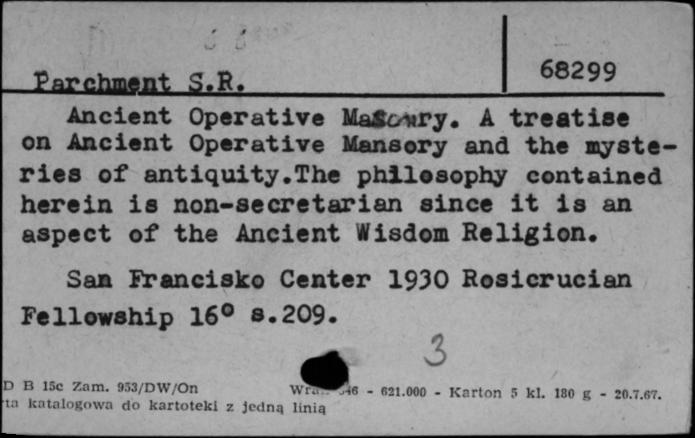 68299
Parchment S.R.
Ancient Operative Masonry. A treatise
on Ancient Operative Mansory and the myste-
ries of antiquity.The philosophy contained
herein is non-secretarian since it is an
aspect of the Ancient Wisdom Religion.
San Francisko Center 1930 Rosicrucian
Fellowship 16° s.209.
3
D B 15c Zam. 953/DW/On 46 - 621.000 - Karton 5 kl. 180 g - 20.7.67.
ta katalogowa do kartoteki z jedną linią